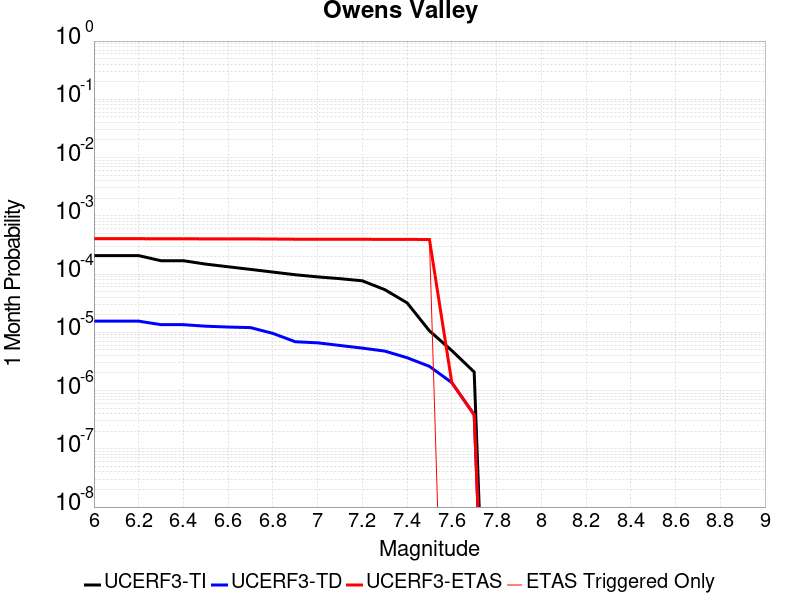 Owens Valley
10^0
10^-1
10^-2
10^-3
10^-4
10^-5
10^-6
10^-7
10^-8
1 Month Probability
6 6.2 6.4 6.6 6.8 7 7.2 7.4 7.6 7.8 8 8.2 8.4 8.6 8.8 9
Magnitude
UCERF3-TI UCERF3-TD UCERF3-ETAS ETAS Triggered Only